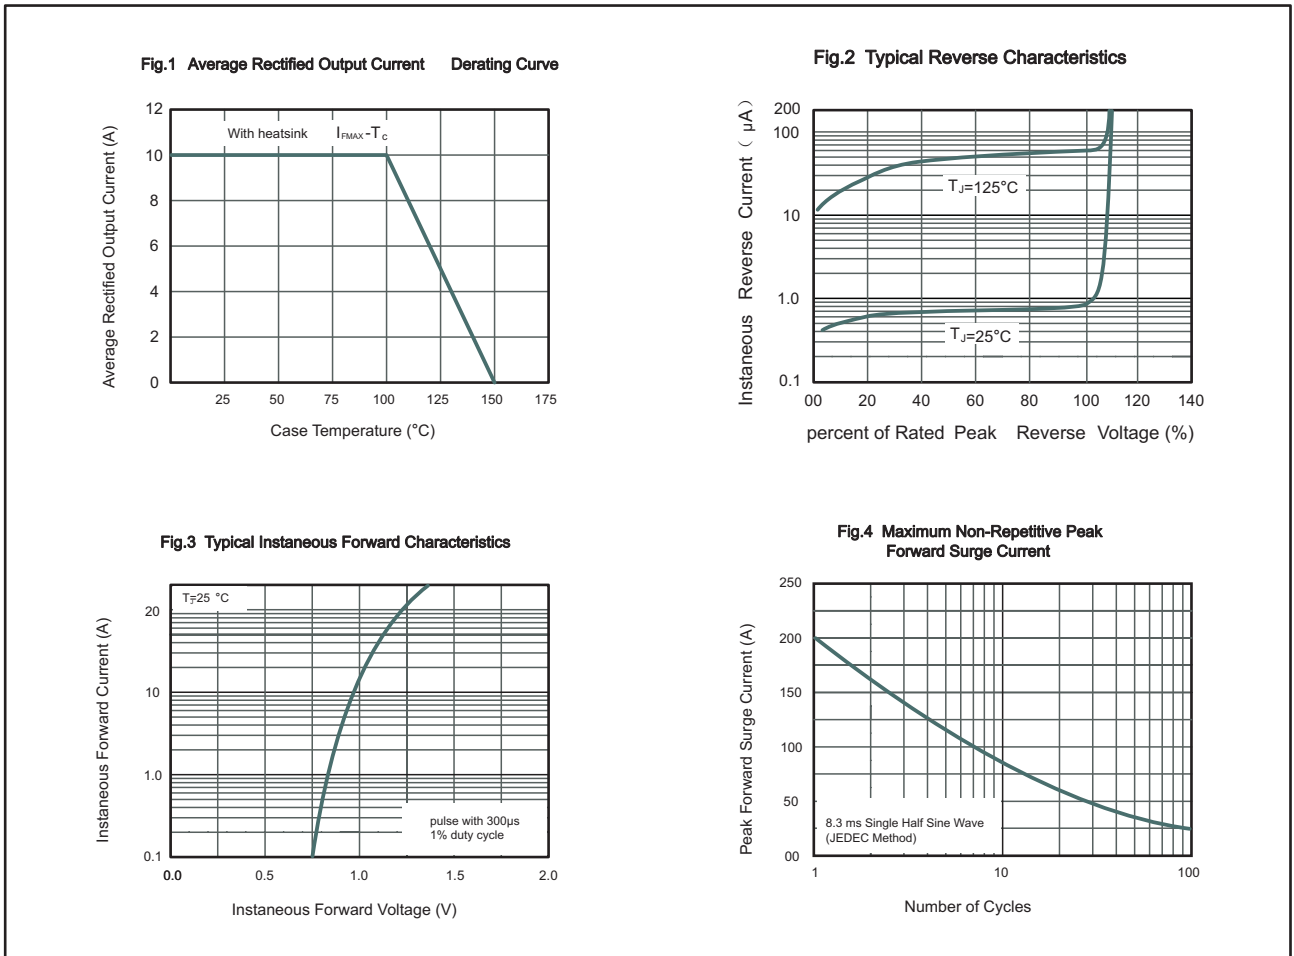 Fig.1 Average Rectified Output Current Derating Curve
Average Rectified Output Current (A)
12
10
8
6
4
2
0
With heatsink IFMAX-Tc
25 50 75 100 125 150 175
Case Temperature (°C)
Fig.2 Typical Reverse Characteristics
Instaneous Reverse Current ( μA)
200
100
10
1.0
0.1
TJ=125°C
TJ=25°C
00 20 40 60 80 100 120 140
percent of Rated Peak Reverse Voltage (%)
Fig.3 Typical Instaneous Forward Characteristics
Instaneous Forward Current (A)
20
10
1.0
0.1
TJ=25 °C
pulse with 300μs
1% duty cycle
0.0 0.5 1.0 1.5 2.0
Instaneous Forward Voltage (V)
Fig.4 Maximum Non-Repetitive Peak
Forward Surge Current
Peak Forward Surge Current (A)
250
200
150
100
50
00
8.3 ms Single Half Sine Wave
(JEDEC Method)
1 10 100
Number of Cycles